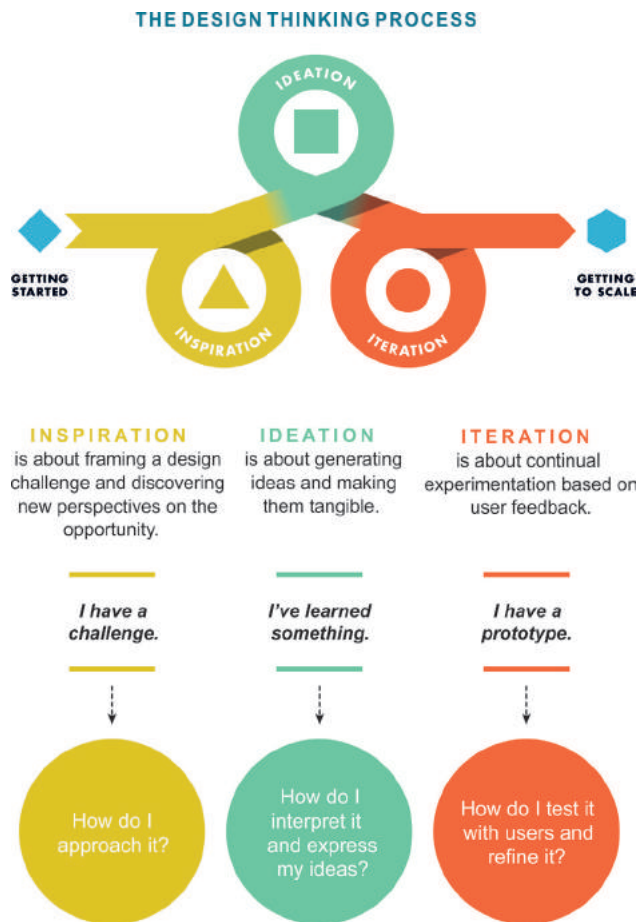 THE DESIGN THINKING PROCESS
IDEATION
GETTING
STARTED
GETTING
TO SCALE
INSPIRATION
ITERATION
INSPIRATION
is about framing a design
challenge and discovering
new perspectives on the
opportunity.
IDEATION
is about generating
ideas and making
them tangible.
ITERATION
is about continual
experimentation based on
user feedback.
I have a
challenge.
I've learned
something.
I have a
prototype.
How do I
approach it?
How do I
interpret it
and express
my ideas?
How do I test it
with users and
refine it?